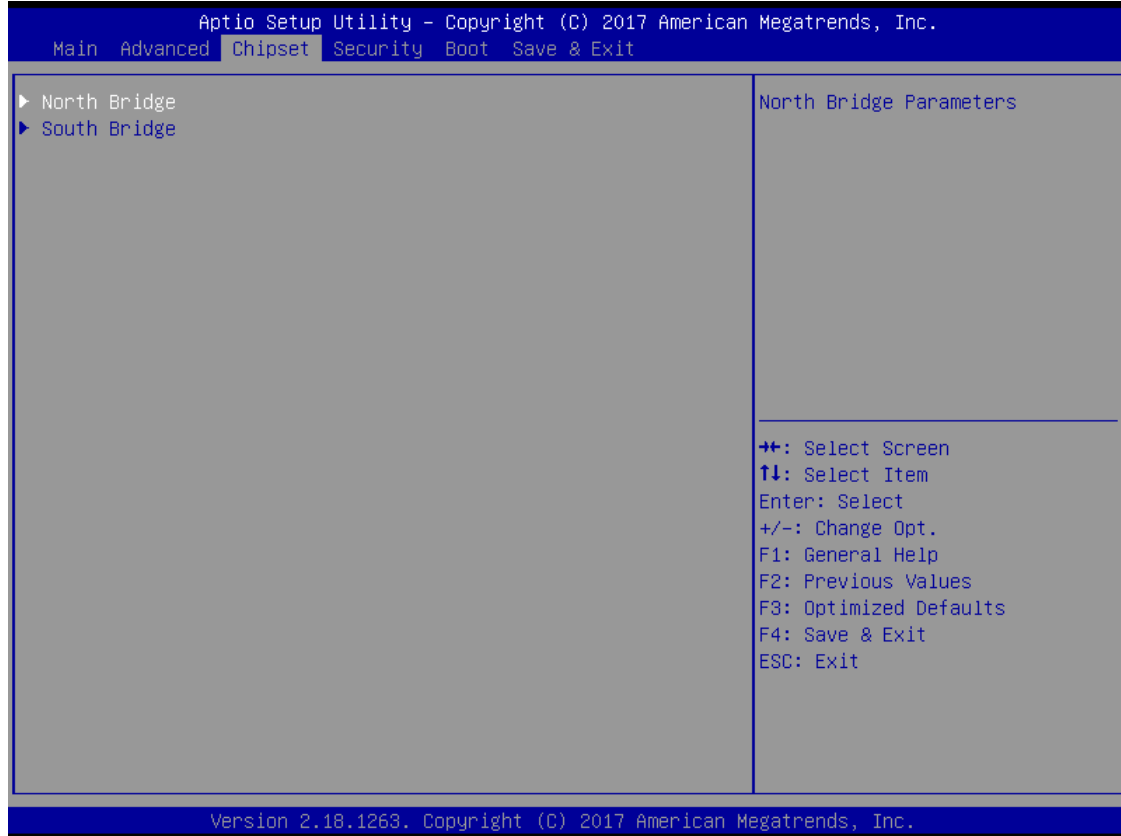 Aptio Setup Utility – Copyright (C) 2017 American Megatrends, Inc.
Main Advanced Chipset Security Boot Save & Exit
▶ North Bridge
▶ South Bridge
North Bridge Parameters
→←: Select Screen
↑↓: Select Item
Enter: Select
+/-: Change Opt.
F1: General Help
F2: Previous Values
F3: Optimized Defaults
F4: Save & Exit
ESC: Exit
Version 2.18.1263. Copyright (C) 2017 American Megatrends, Inc.